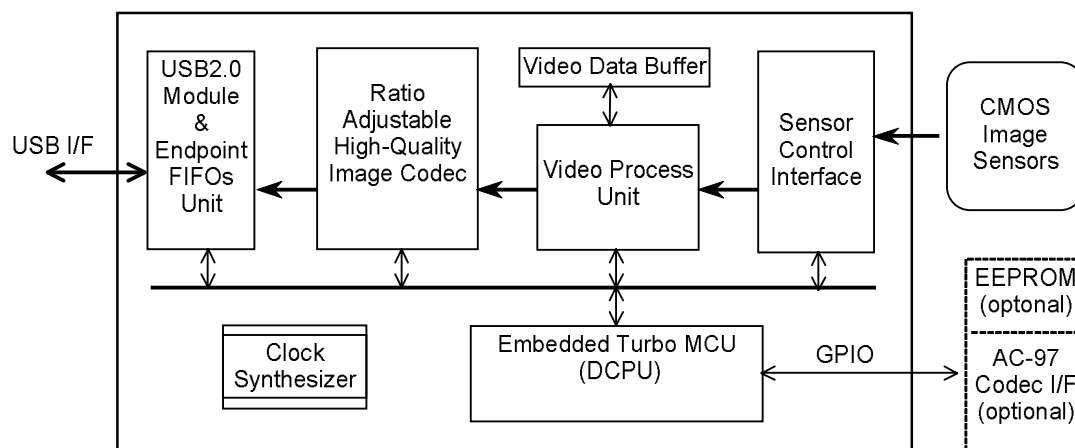 USB I/F
USB2.0
Module
&
Endpoint
FIFOs
Unit
Ratio
Adjustable
High-Quality
Image Codec
Video Data Buffer
Video Process
Unit
Sensor
Control
Interface
CMOS
Image
Sensors
Clock
Synthesizer
Embedded Turbo MCU
(DCPU)
GPIO
EEPROM
(optonal)
AC-97
Codec I/F
(optional)